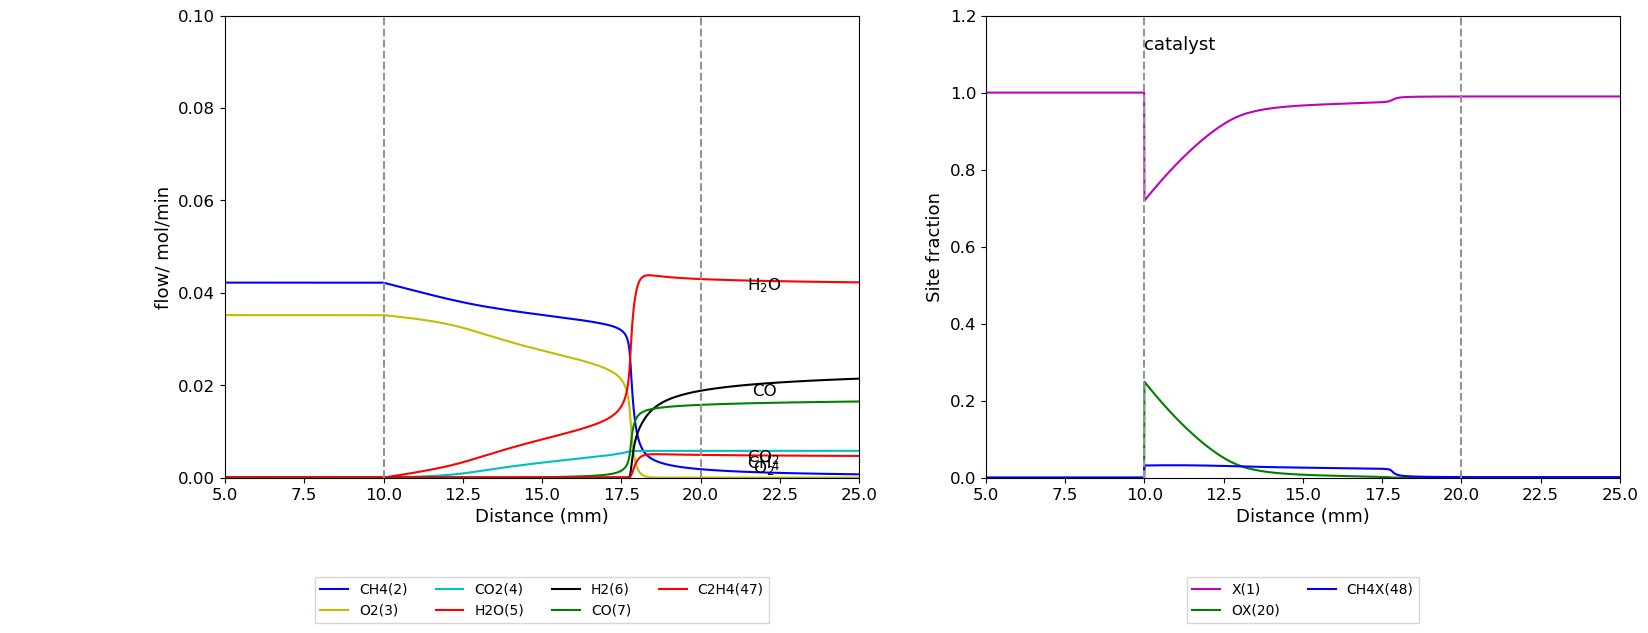 0.10
0.08
0.06
0.04
0.02
0.00
flow/ mol/min
H₂O
CO
CO₂
CH₄
O₂
5.0 7.5 10.0 12.5 15.0 17.5 20.0 22.5 25.0
Distance (mm)
CH4(2) CO2(4) H2(6) C2H4(47)
O2(3) H2O(5) CO(7)
1.2
1.0
0.8
0.6
0.4
0.2
0.0
Site fraction
catalyst
5.0 7.5 10.0 12.5 15.0 17.5 20.0 22.5 25.0
Distance (mm)
X(1) CH4X(48)
OX(20)